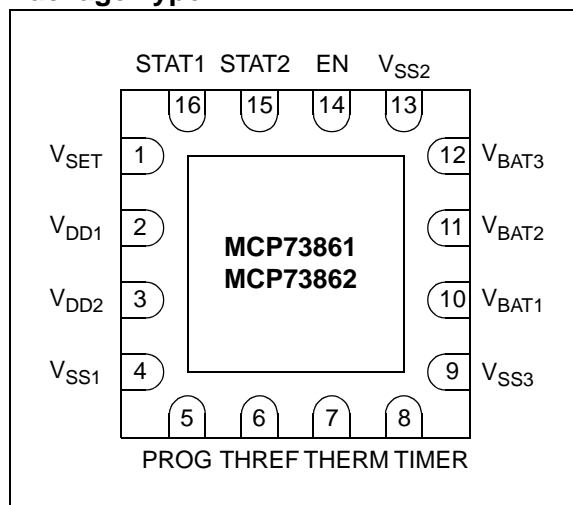 STAT1 STAT2 EN VSS2
16 15 14 13
VSET 1 12 VBAT3
VDD1 2 11 VBAT2
MCP73861
MCP73862
VDD2 3 10 VBAT1
VSS1 4 9 VSS3
5 6 7 8
PROG THREF THERM TIMER